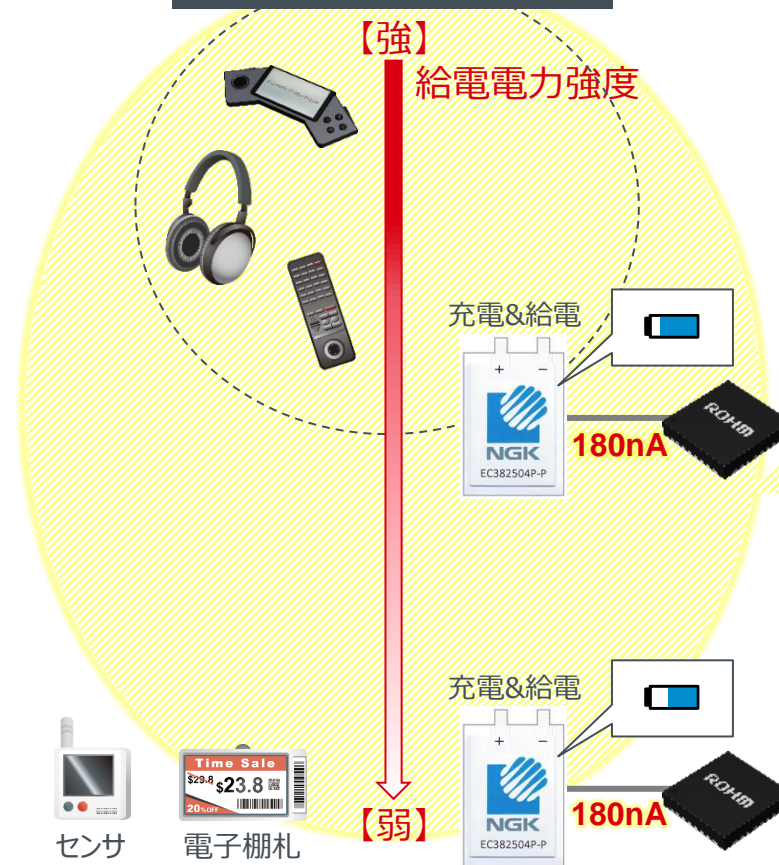 【強】
給電電力強度
充電&給電
+ −
NGK
EC382504P-P
180nA
ROHM
充電&給電
+ −
NGK
EC382504P-P
180nA
ROHM
Time Sale
$29.8
$23.8
20%OFF
センサ
電子棚札
【弱】